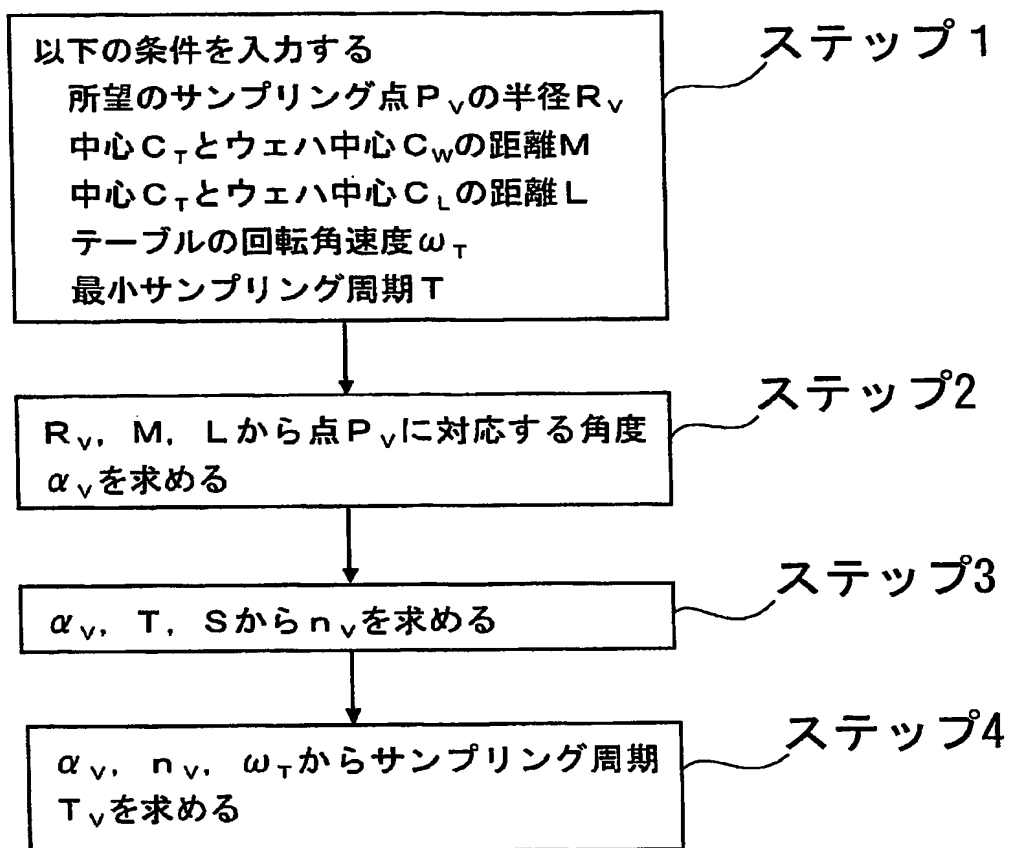 ステップ1
以下の条件を入力する
所望のサンプリング点Pvの半径Rv
中心CTとウェハ中心CWの距離M
中心CTとウェハ中心CLの距離L
テーブルの回転角速度ωT
最小サンプリング周期T
ステップ2
Rv, M, Lから点Pvに対応する角度
αvを求める
ステップ3
αv, T, Sからnvを求める
ステップ4
αv, nv, ωTからサンプリング周期
Tvを求める